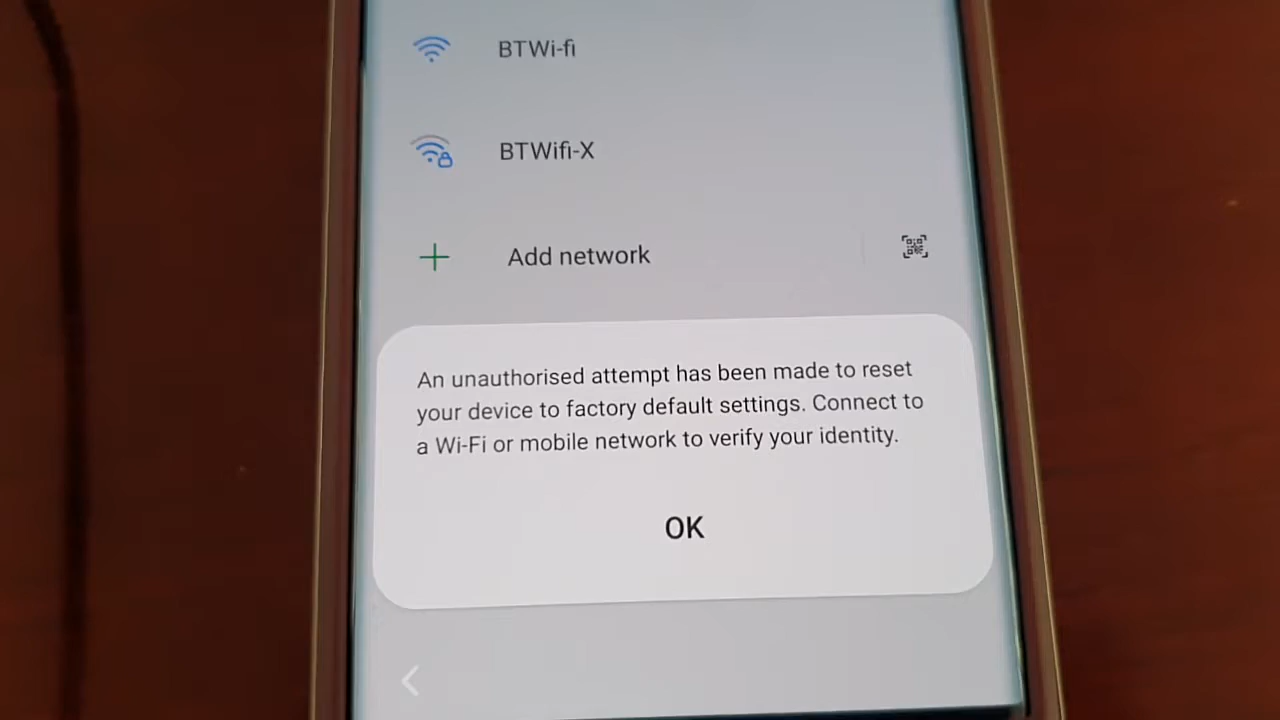 BTWi-fi
BTWifi-X
Add network
An unauthorised attempt has been made to reset
your device to factory default settings. Connect to
a Wi-Fi or mobile network to verify your identity.
OK